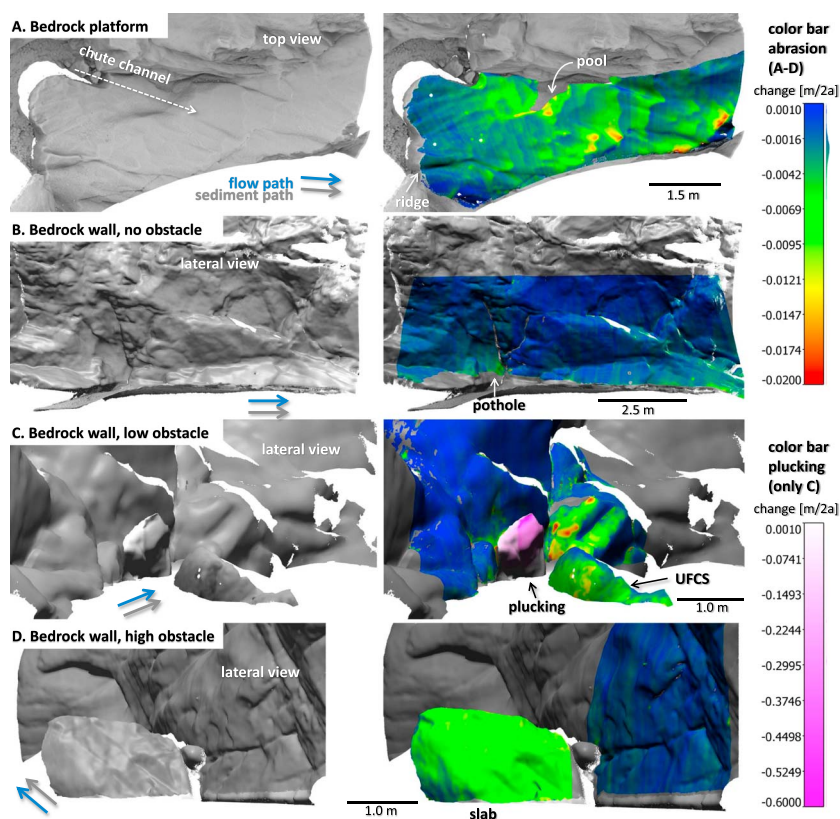 A. Bedrock platform
top view
chute channel
flow path
sediment path
pool
ridge
1.5 m
color bar
abrasion
(A-D)
change [m/2a]
0.0010
-0.0016
-0.0043
-0.0069
-0.0095
-0.0121
-0.0147
-0.0174
-0.0200
B. Bedrock wall, no obstacle
lateral view
pothole
2.5 m
C. Bedrock wall, low obstacle
lateral view
plucking
UFCS
1.0 m
color bar
plucking
(only C)
change [m/2a]
0.0010
-0.0741
-0.1493
-0.2244
-0.2995
-0.3746
-0.4498
-0.5249
-0.6000
D. Bedrock wall, high obstacle
lateral view
1.0 m
slab